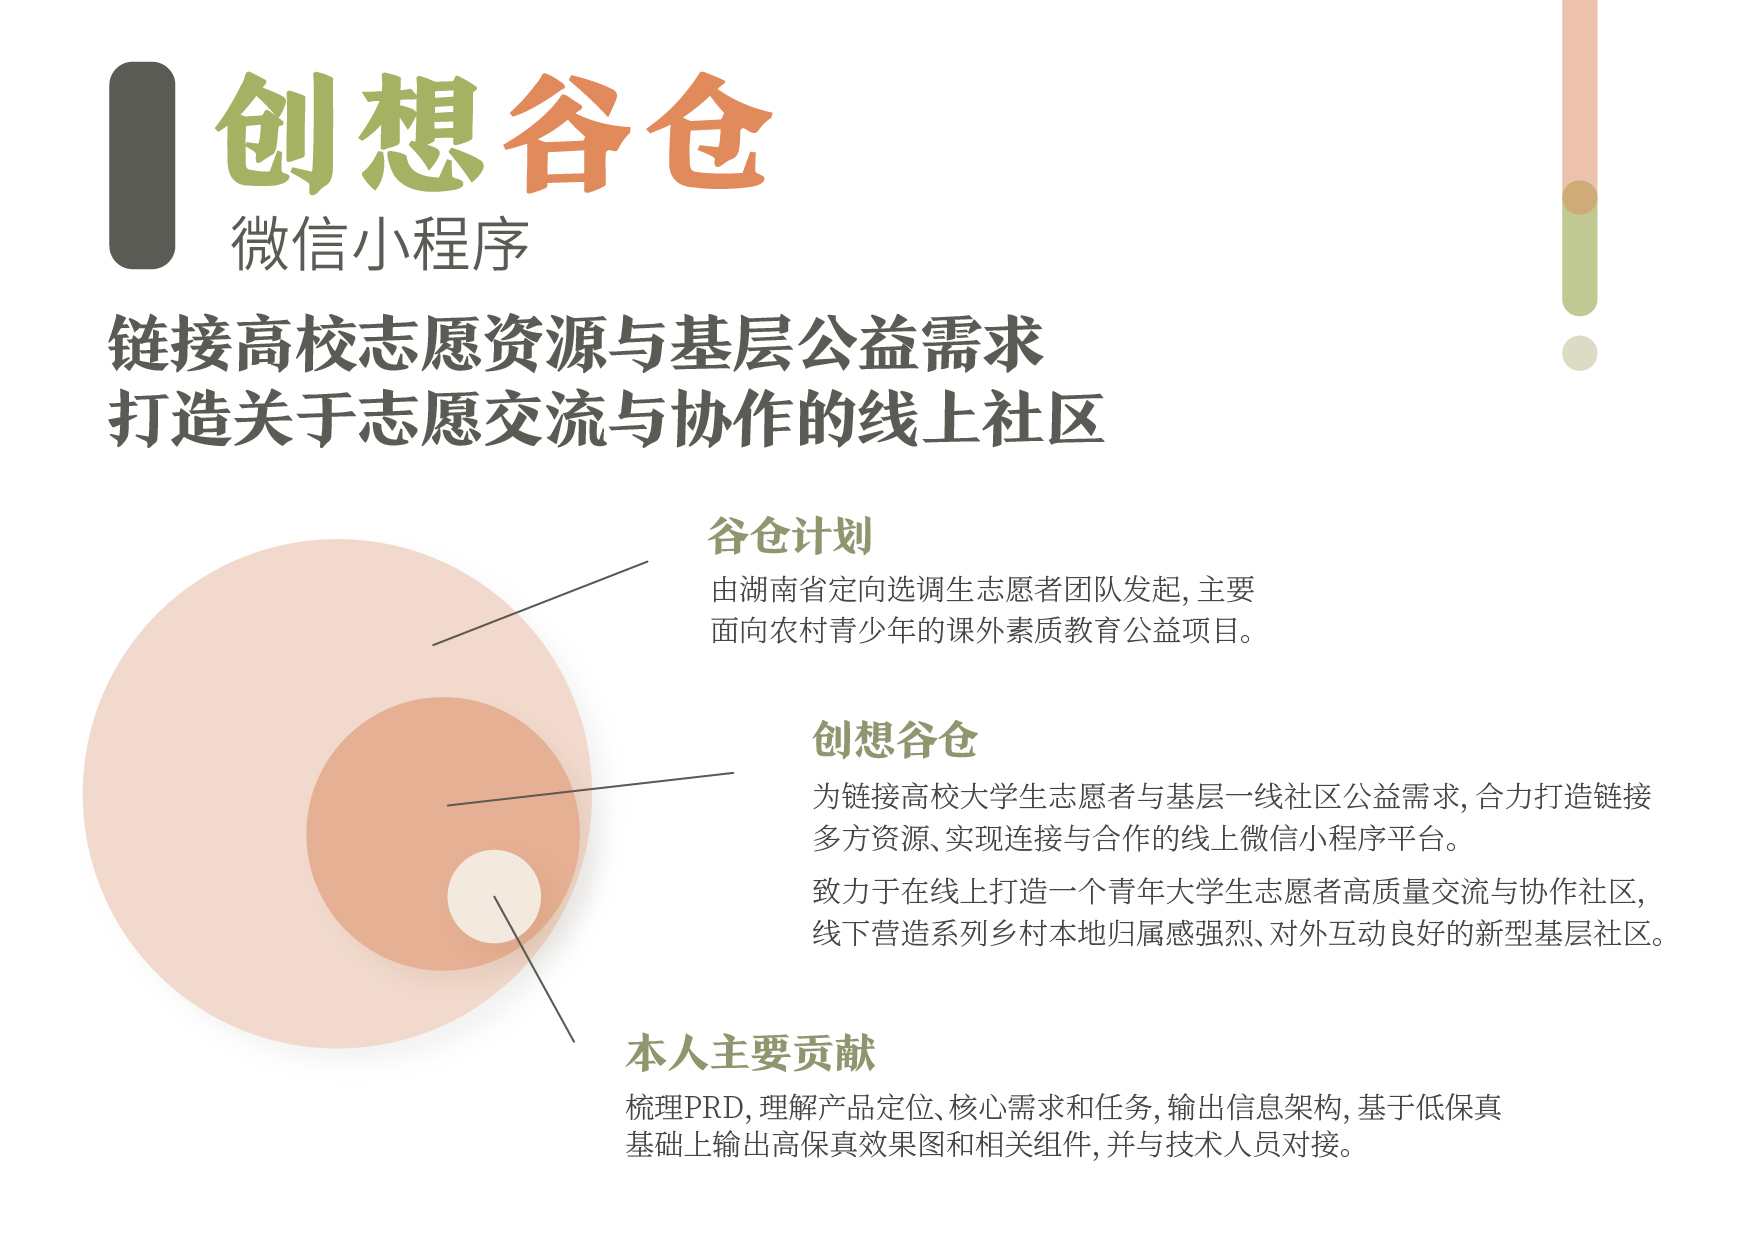 创想谷仓
微信小程序
链接高校志愿资源与基层公益需求
打造关于志愿交流与协作的线上社区
谷仓计划
由湖南省定向选调生志愿者团队发起，主要
面向农村青少年的课外素质教育公益项目。
创想谷仓
为链接高校大学生志愿者与基层一线社区公益需求，合力打造链接
多方资源、实现连接与合作的线上微信小程序平台。
致力于在线上打造一个青年大学生志愿者高质量交流与协作社区，
线下营造系列乡村本地归属感强烈、对外互动良好的新型基层社区。
本人主要贡献
梳理PRD，理解产品定位、核心需求和任务，输出信息架构，基于低保真
基础上输出高保真效果图和相关组件，并与技术人员对接。